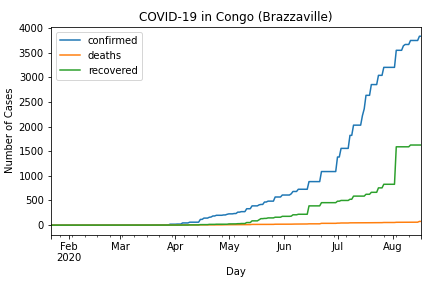 COVID-19 in Congo (Brazzaville)
confirmed
deaths
recovered
Number of Cases
4000
3500
3000
2500
2000
1500
1000
500
0
Feb Mar Apr May Jun Jul Aug
2020
Day